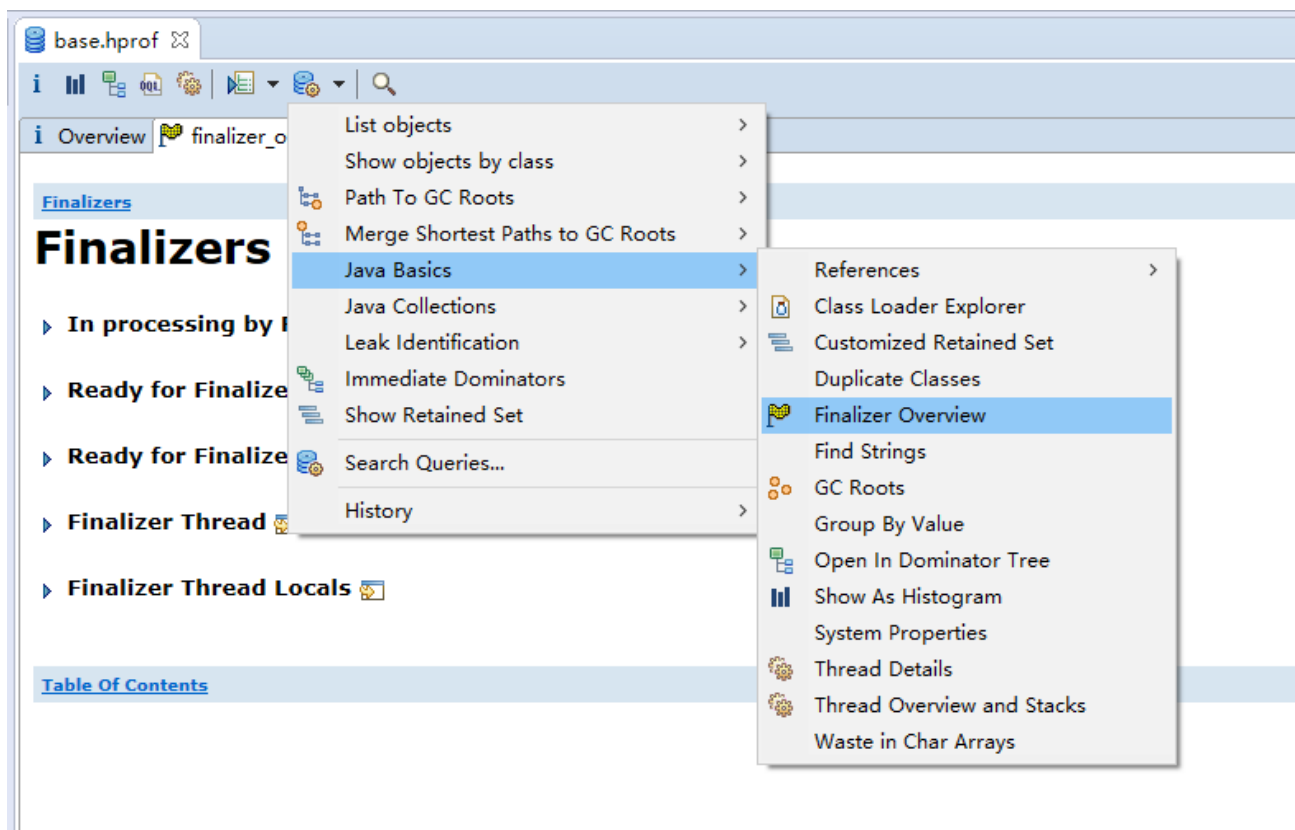 base.hprof
Overview
finalizer_o
Finalizers
Finalizers
In processing by
Ready for Finalize
Ready for Finalize
Finalizer Thread
Finalizer Thread Locals
Table Of Contents
List objects
Show objects by class
Path To GC Roots
Merge Shortest Paths to GC Roots
Java Basics
Java Collections
Leak Identification
Immediate Dominators
Show Retained Set
Search Queries...
History
References
Class Loader Explorer
Customized Retained Set
Duplicate Classes
Finalizer Overview
Find Strings
GC Roots
Group By Value
Open In Dominator Tree
Show As Histogram
System Properties
Thread Details
Thread Overview and Stacks
Waste in Char Arrays